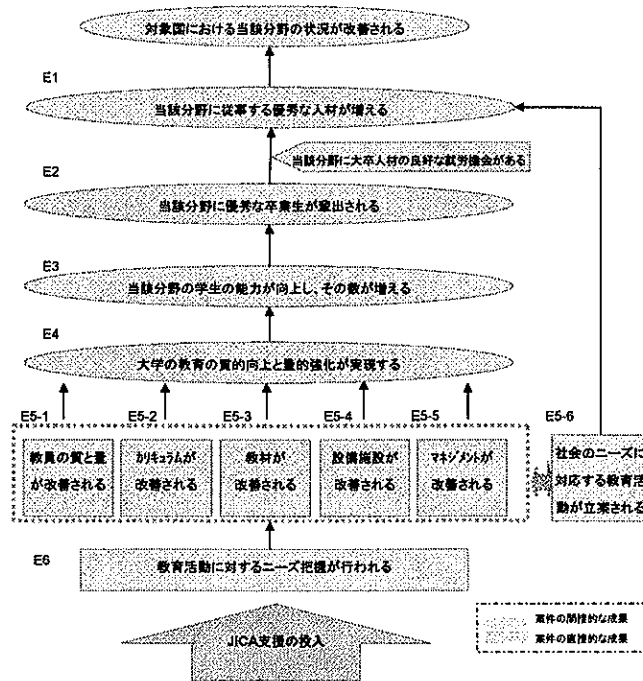 対象国における当該分野の状況が改善される
E1
当該分野に従事する優秀な人材が増える
当該分野に大卒人材の良好な就労機会がある
E2
当該分野に優秀な卒業生が輩出される
E3
当該分野の学生の能力が向上し、その数が増える
E4
大学の教育の質的向上と量的強化が実現する
E5-1
E5-2
E5-3
E5-4
E5-5
E5-6
教員の質と量
が改善される
カリキュラムが
改善される
教材が
改善される
設備施設が
改善される
マネジメントが
改善される
社会のニーズに
対応する教育活
動が立案される
E6
教育活動に対するニーズ把握が行われる
JICA支援の投入
案件の間接的な成果
案件の直接的な成果